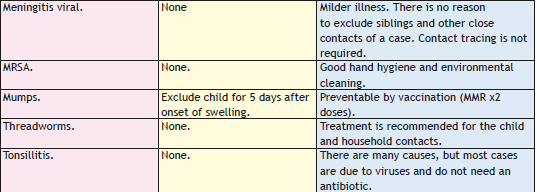 Meningitis viral. None Milder illness. There is no reason
to exclude siblings and other close
contacts of a case. Contact tracing is not
required.
MRSA. None. Good hand hygiene and environmental
cleaning.
Mumps. Exclude child for 5 days after Preventable by vaccination (MMR x2
onset of swelling. doses).
Threadworms. None. Treatment is recommended for the child
and household contacts.
Tonsillitis. None. There are many causes, but most cases
are due to viruses and do not need an
antibiotic.